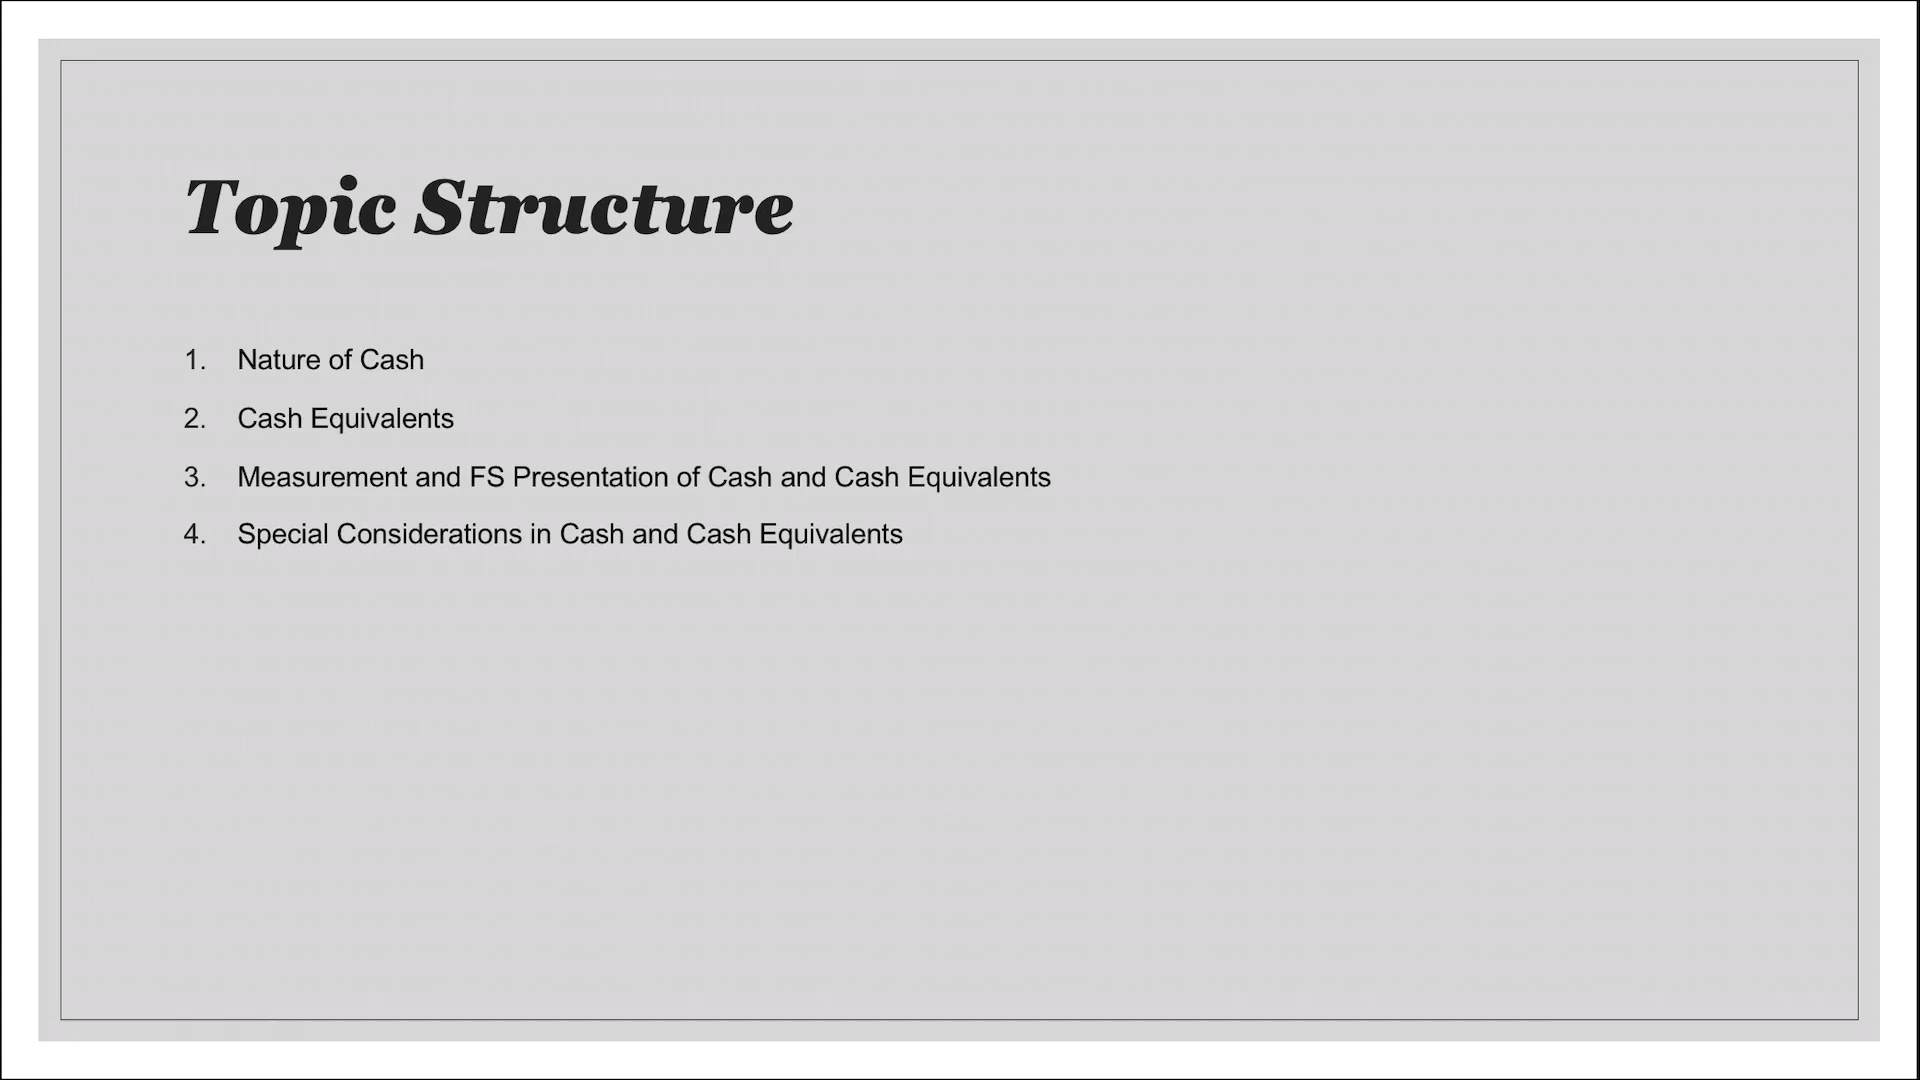 Topic Structure
1. Nature of Cash
2. Cash Equivalents
3. Measurement and FS Presentation of Cash and Cash Equivalents
4. Special Considerations in Cash and Cash Equivalents